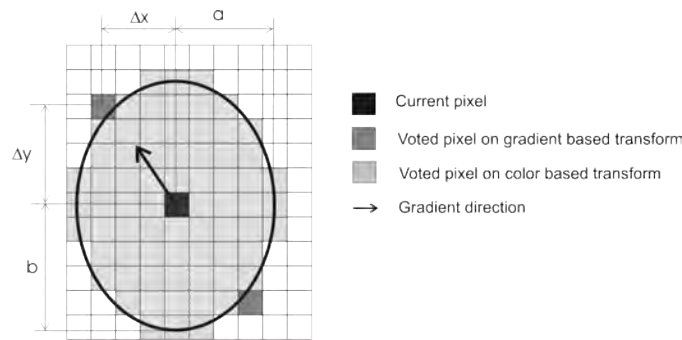 Δx
a
Δy
b
Current pixel
Voted pixel on gradient based transform
Voted pixel on color based transform
Gradient direction